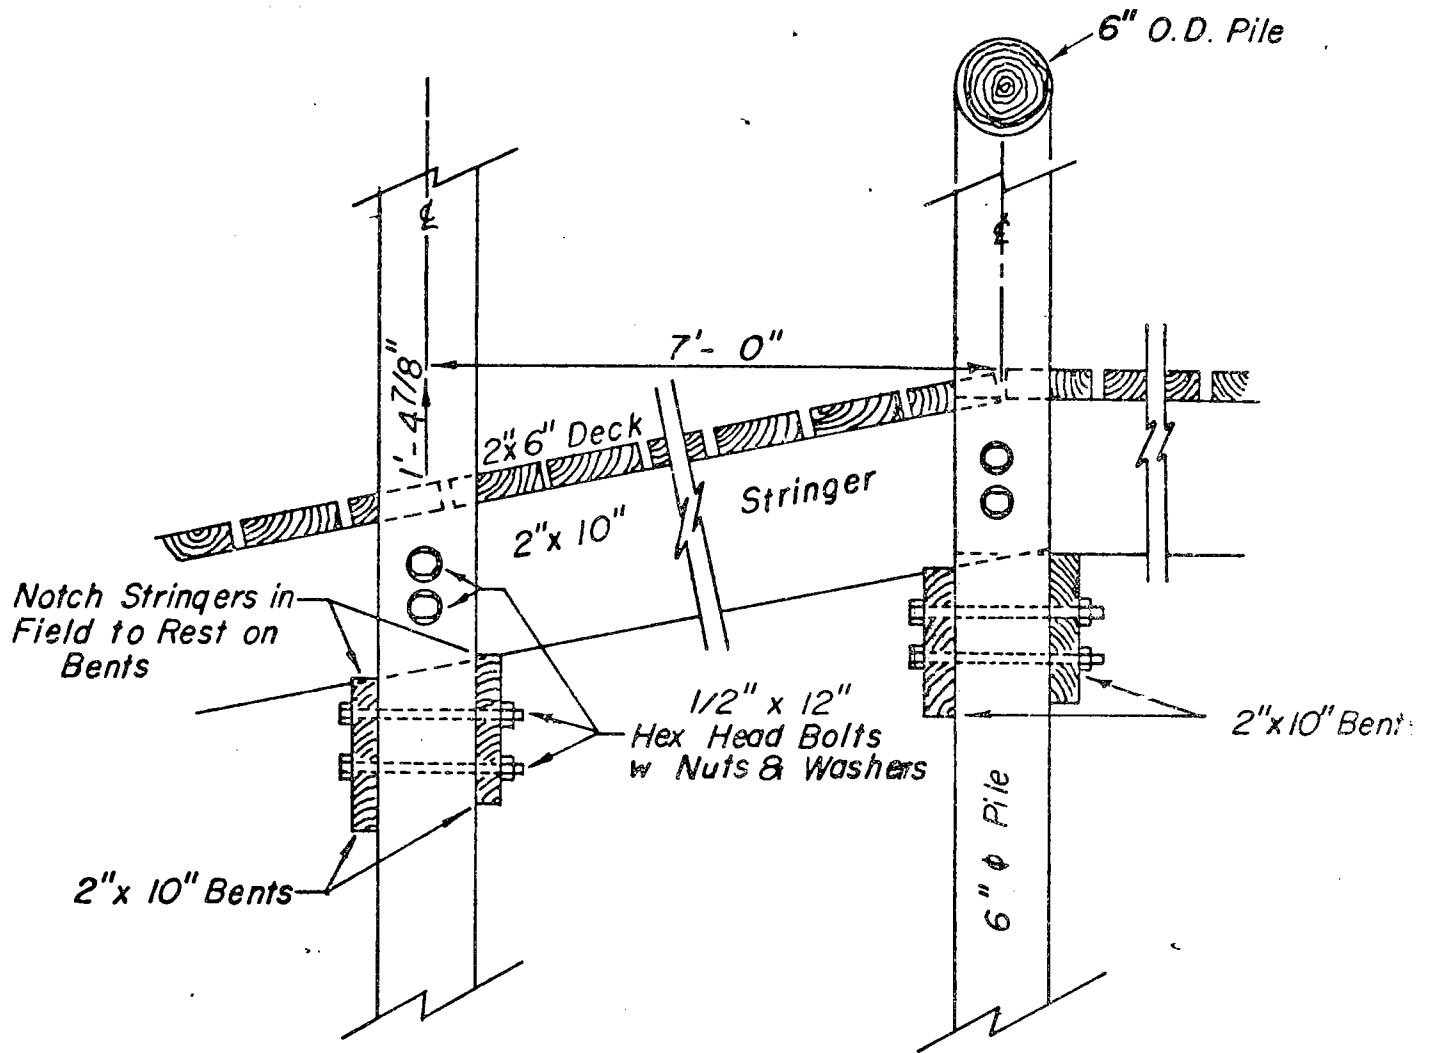 6" O.D. Pile
℄
℄
7'- 0"
1'- 4 7/8"
2"x 6" Deck
Stringer
2" x 10"
Notch Stringers in
Field to Rest on
Bents
1/2" x 12"
Hex Head Bolts
w Nuts & Washers
2"x 10" Bents
2"x 10" Bents
6" ϕ Pile